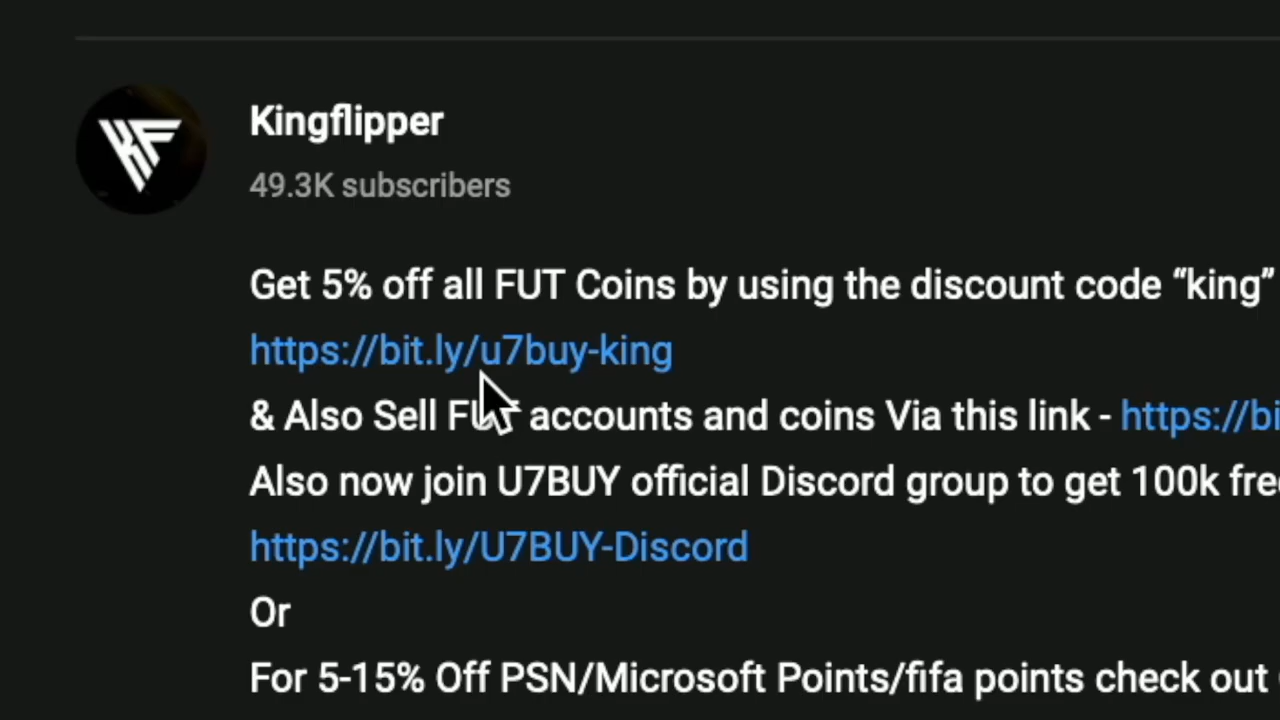 KF
Kingflipper
49.3K subscribers
Get 5% off all FUT Coins by using the discount code “king”
https://bit.ly/u7buy-king
& Also Sell FUT accounts and coins Via this link - https://bi
Also now join U7BUY official Discord group to get 100k fre
https://bit.ly/U7BUY-Discord
Or
For 5-15% Off PSN/Microsoft Points/fifa points check out